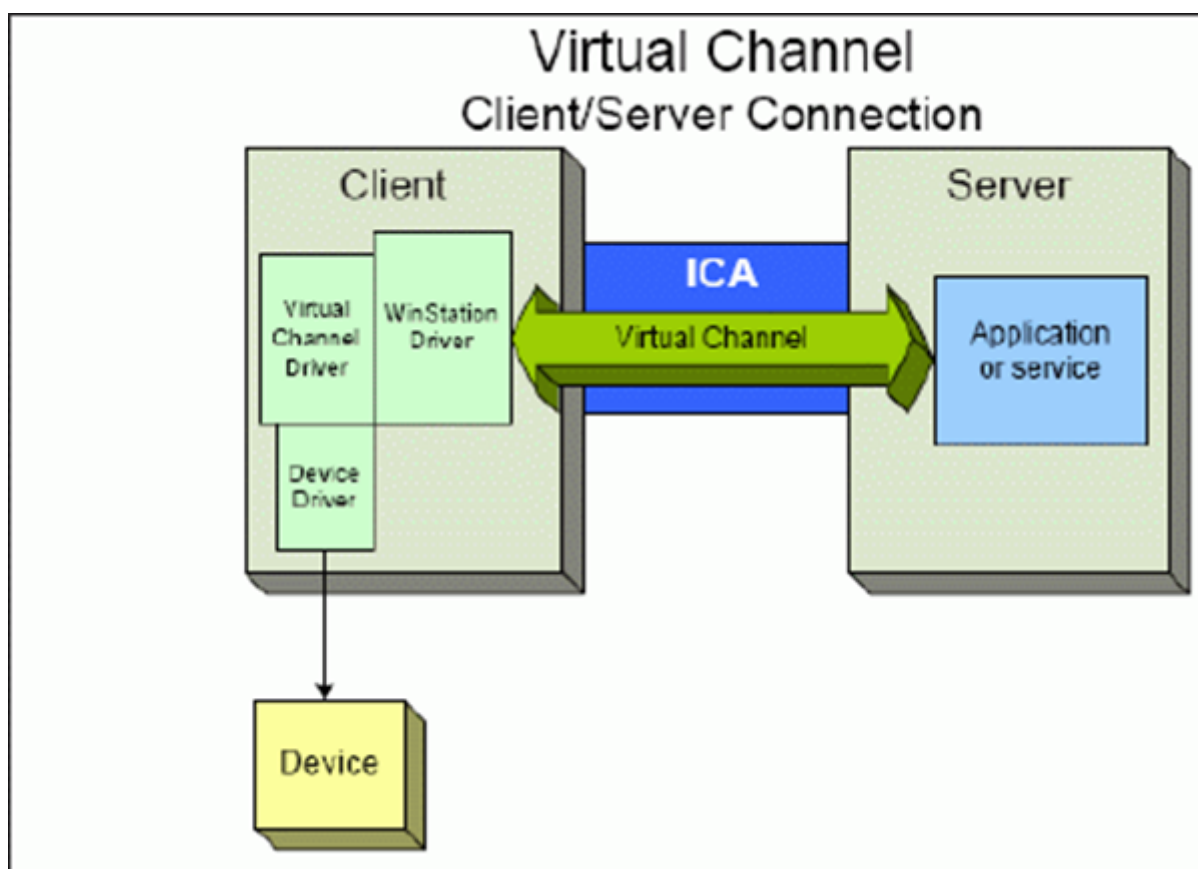 Virtual Channel
Client/Server Connection
Client
Server
Virtual
Channel
Driver
WinStation
Driver
ICA
Virtual Channel
Application
or service
Device
Driver
Device